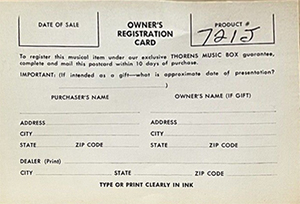 DATE OF SALE
OWNER'S
REGISTRATION
CARD
PRODUCT #
721J
To register this musical item under our exclusive THORENS MUSIC BOX guarantee,
complete and mail this postcard within 10 days of purchase.
IMPORTANT: (If intended as a gift—what is approximate date of presentation?
)
PURCHASER'S NAME OWNER'S NAME (IF GIFT)
ADDRESS ADDRESS
CITY CITY
STATE ZIP CODE STATE ZIP CODE
DEALER (Print)
CITY STATE ZIP CODE
TYPE OR PRINT CLEARLY IN INK